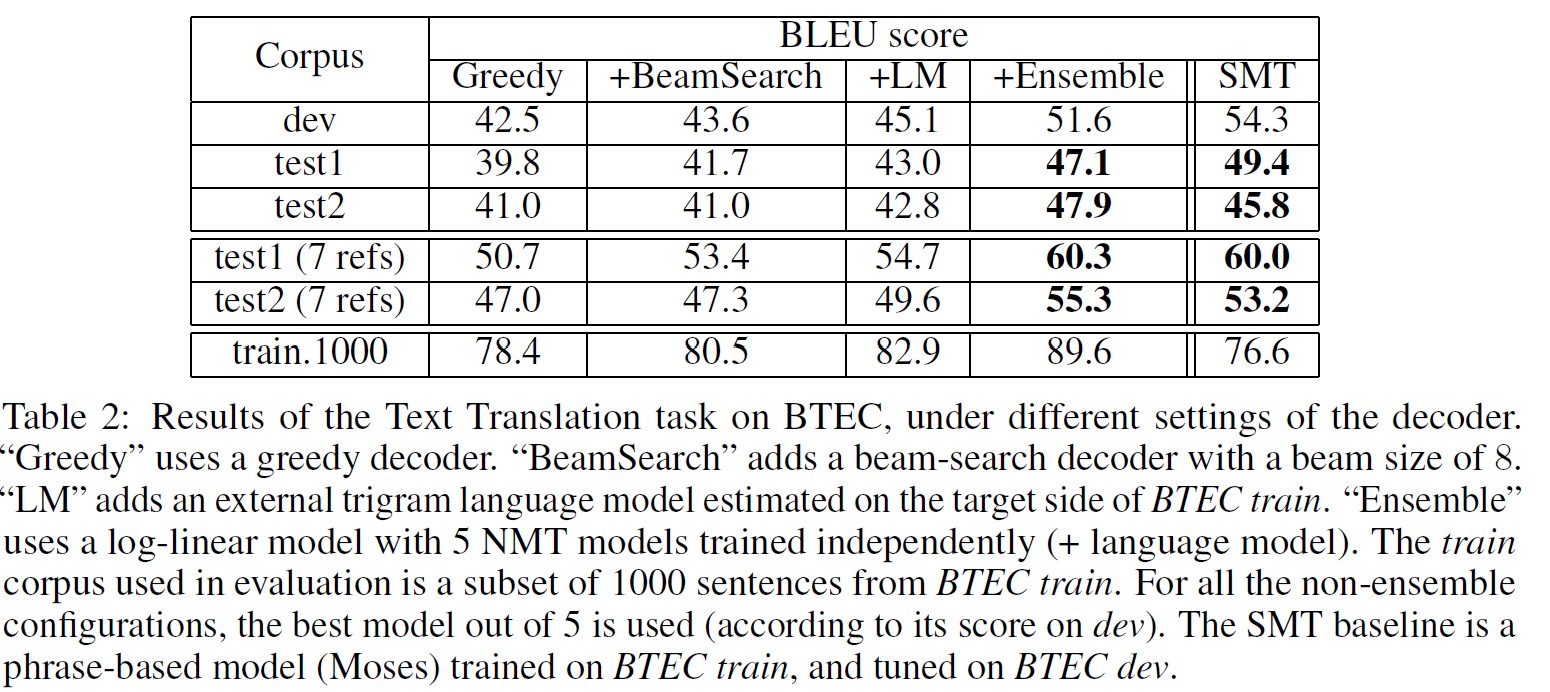 Corpus BLEU score
Greedy +BeamSearch +LM +Ensemble SMT
dev 42.5 43.6 45.1 51.6 54.3
test1 39.8 41.7 43.0 47.1 49.4
test2 41.0 41.0 42.8 47.9 45.8
test1 (7 refs) 50.7 53.4 54.7 60.3 60.0
test2 (7 refs) 47.0 47.3 49.6 55.3 53.2
train.1000 78.4 80.5 82.9 89.6 76.6
Table 2: Results of the Text Translation task on BTEC, under different settings of the decoder.
“Greedy” uses a greedy decoder. “BeamSearch” adds a beam-search decoder with a beam size of 8.
“LM” adds an external trigram language model estimated on the target side of BTEC train. “Ensemble”
uses a log-linear model with 5 NMT models trained independently (+ language model). The train
corpus used in evaluation is a subset of 1000 sentences from BTEC train. For all the non-ensemble
configurations, the best model out of 5 is used (according to its score on dev). The SMT baseline is a
phrase-based model (Moses) trained on BTEC train, and tuned on BTEC dev.